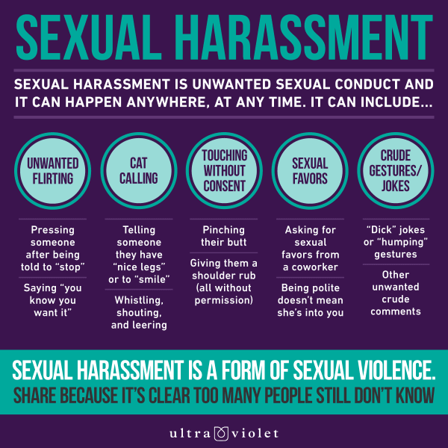 SEXUAL HARASSMENT
SEXUAL HARASSMENT IS UNWANTED SEXUAL CONDUCT AND
IT CAN HAPPEN ANYWHERE, AT ANY TIME. IT CAN INCLUDE...
UNWANTED
FLIRTING
Pressing
someone
after being
told to "stop"
Saying "you
know you
want it"
CAT
CALLING
Telling
someone
they have
"nice legs"
or to "smile"
Whistling,
shouting,
and leering
TOUCHING
WITHOUT
CONSENT
Pinching
their butt
Giving them a
shoulder rub
(all without
permission)
SEXUAL
FAVORS
Asking for
sexual
favors from
a coworker
Being polite
doesn't mean
she's into you
CRUDE
GESTURES/
JOKES
"Dick" jokes
or "humping"
gestures
Other
unwanted
crude
comments
SEXUAL HARASSMENT IS A FORM OF SEXUAL VIOLENCE.
SHARE BECAUSE IT'S CLEAR TOO MANY PEOPLE STILL DON'T KNOW
ultra violet